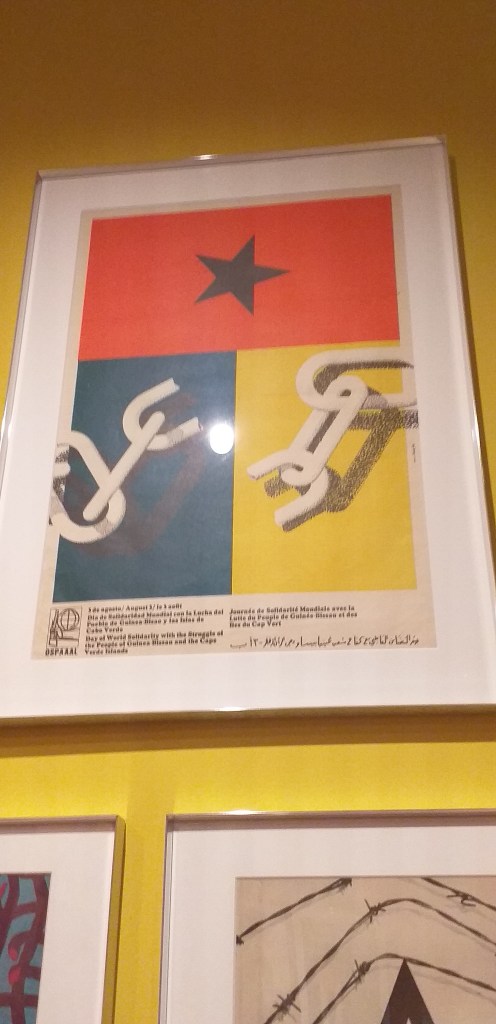 3 de agosto/August 3/le 3 août
Dia de Solidaridad Mundial con la Lucha del
Pueblo de Guinea-Bissau y las Islas de
Cabo Verde
Day of World Solidarity with the Struggle of
the People of Guinea-Bissau and the Cape
Verde Islands
Journée de Solidarité Mondiale avec la
Lutte du Peuple de Guinée-Bissau et des
Iles du Cap Vert
OSPAAAL